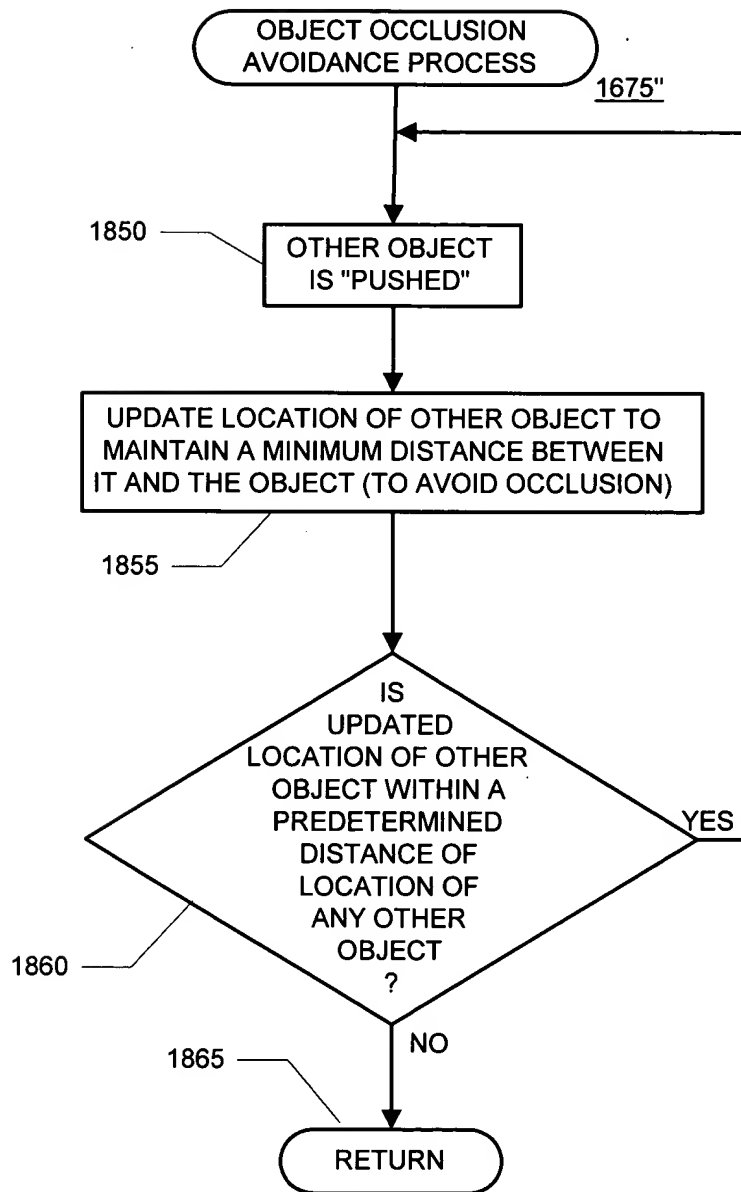 OBJECT OCCLUSION
AVOIDANCE PROCESS
1675"
1850
OTHER OBJECT
IS "PUSHED"
UPDATE LOCATION OF OTHER OBJECT TO
MAINTAIN A MINIMUM DISTANCE BETWEEN
IT AND THE OBJECT (TO AVOID OCCLUSION)
1855
IS
UPDATED
LOCATION OF OTHER
OBJECT WITHIN A
PREDETERMINED
DISTANCE OF
LOCATION OF
ANY OTHER
OBJECT
?
YES
1860
NO
1865
RETURN